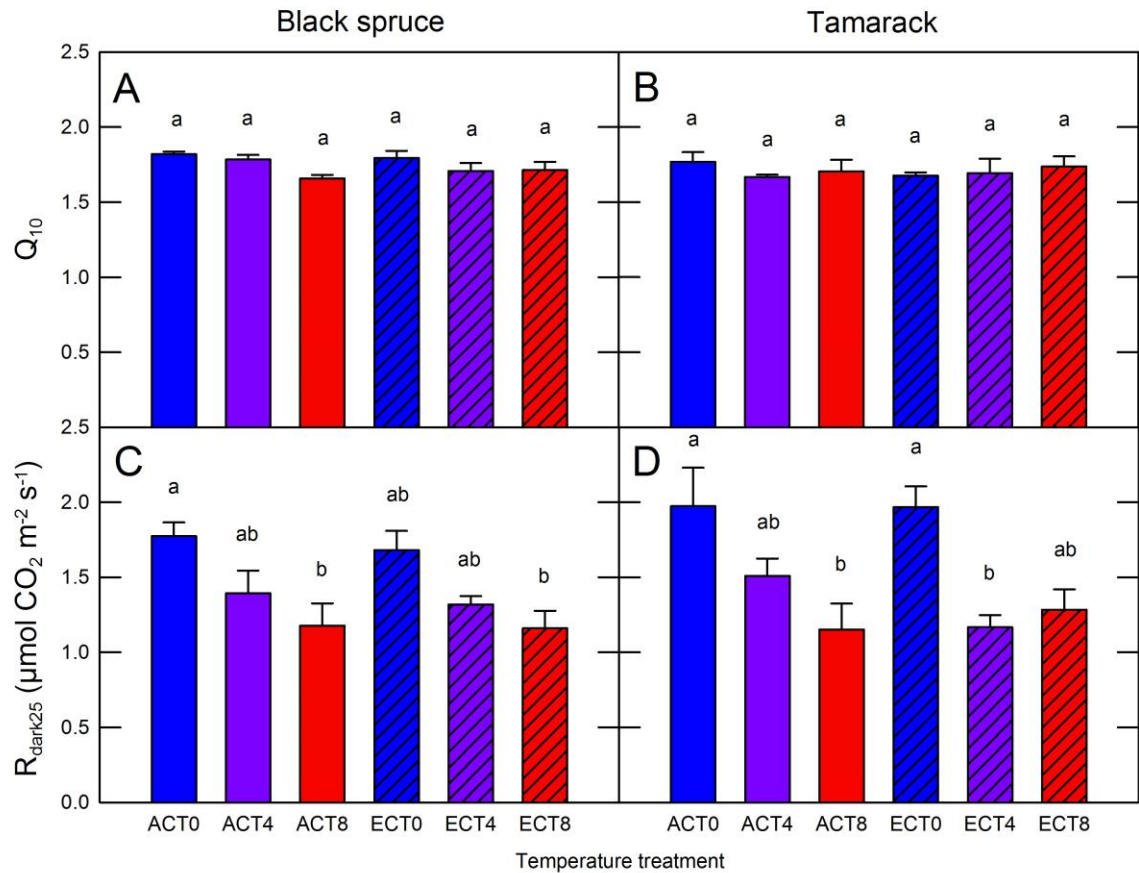 Black spruce
Tamarack
2.5
2.0
1.5
1.0
0.5
2.5
2.0
1.5
1.0
0.5
0.0
Q10
Rdark25 (µmol CO2 m-2 s-1)
A
a
a
a
a
a
a
B
a
a
a
a
a
a
C
a
ab
b
ab
ab
b
D
a
ab
b
a
b
ab
ACT0 ACT4 ACT8 ECT0 ECT4 ECT8
ACT0 ACT4 ACT8 ECT0 ECT4 ECT8
Temperature treatment